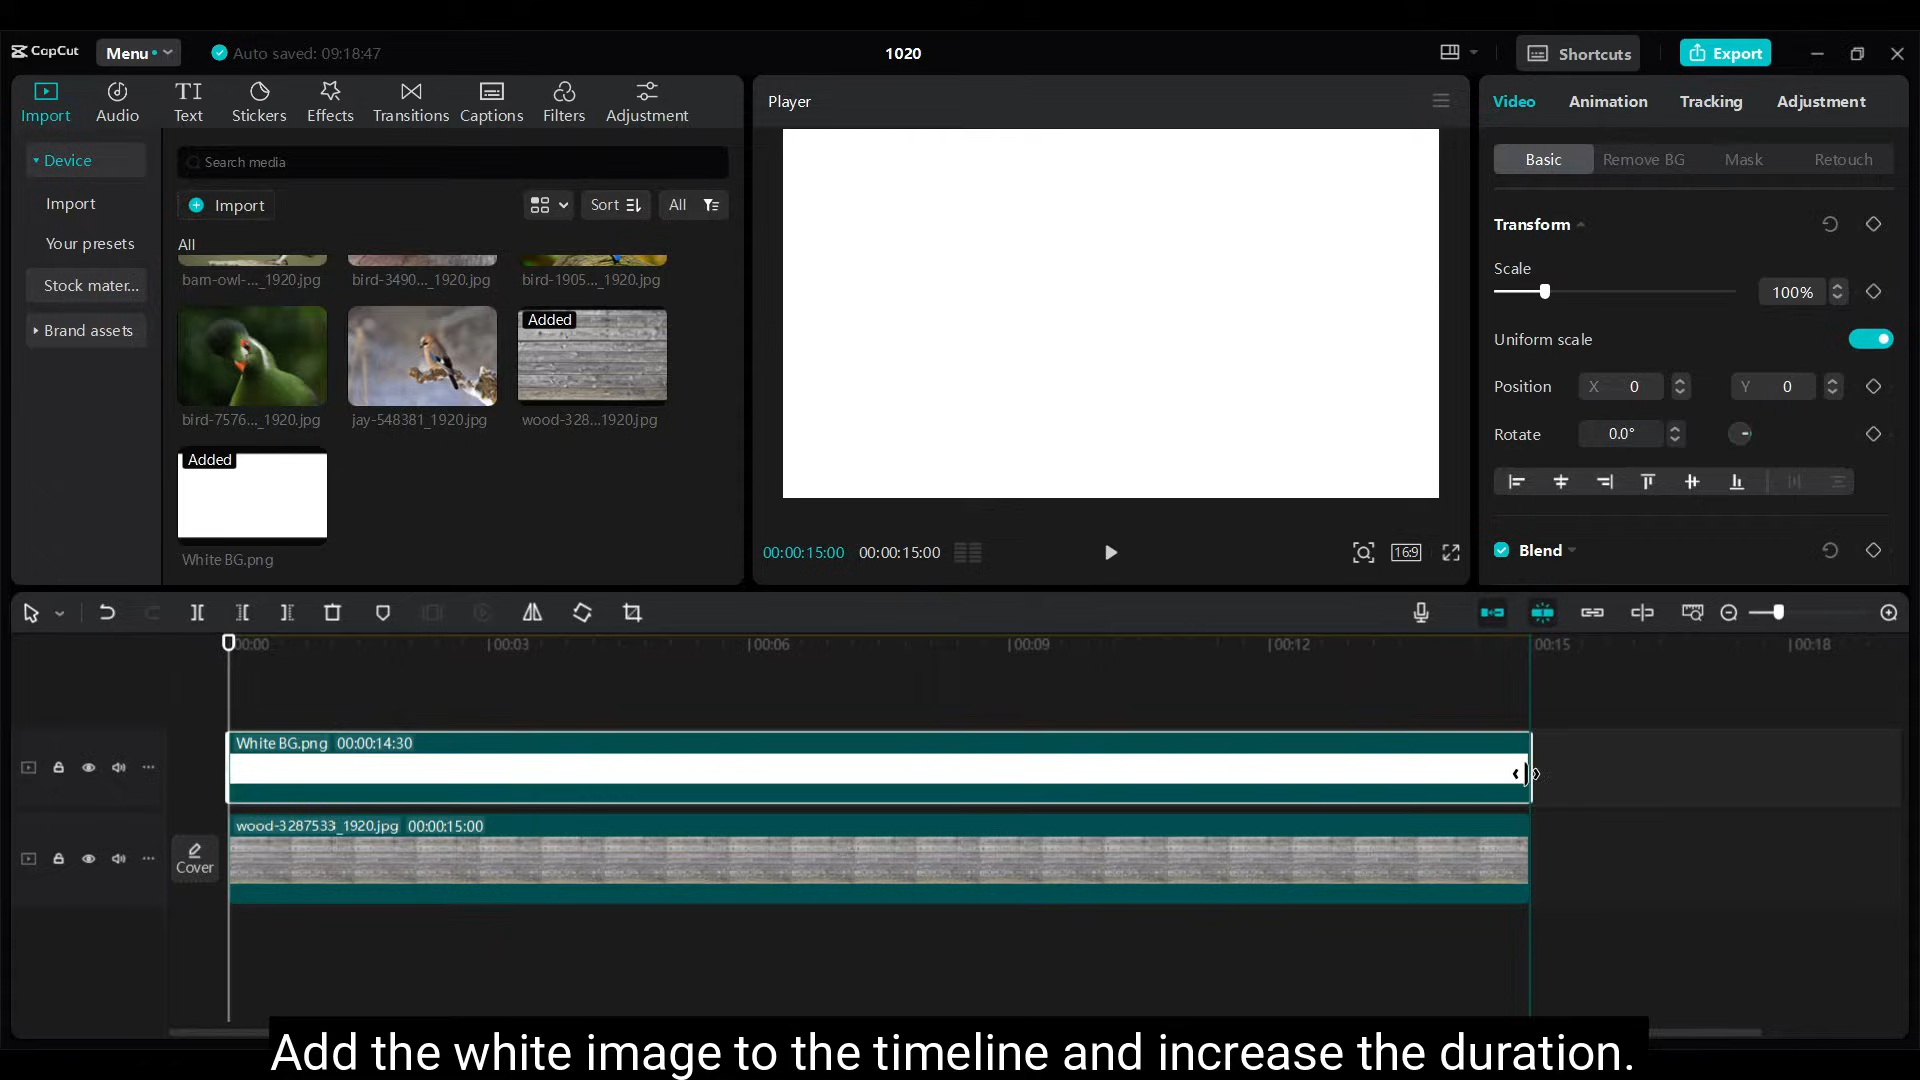 CapCut
Menu
Auto saved: 09:18:47
1020
Shortcuts
Export
Import
Audio
TI
Text
Stickers
Effects
Transitions
Captions
Filters
Adjustment
Player
Video
Animation
Tracking
Adjustment
Device
Import
Your presets
Stock mater...
Brand assets
Search media
Import
Sort
All
All
barn-owl-..._1920.jpg
bird-3490..._1920.jpg
bird-1905..._1920.jpg
Added
bird-7576..._1920.jpg
jay-548381_1920.jpg
wood-328...1920.jpg
Added
White BG.png
00:00:15:00
00:00:15:00
16:9
Basic
Remove BG
Mask
Retouch
Transform
Scale
100%
Uniform scale
Position
X
0
Y
0
Rotate
0.0°
Blend
00:00
00:03
00:06
00:09
00:12
00:15
00:18
White BG.png 00:00:14:30
wood-3287533_1920.jpg 00:00:15:00
Cover
Add the white image to the timeline and increase the duration.